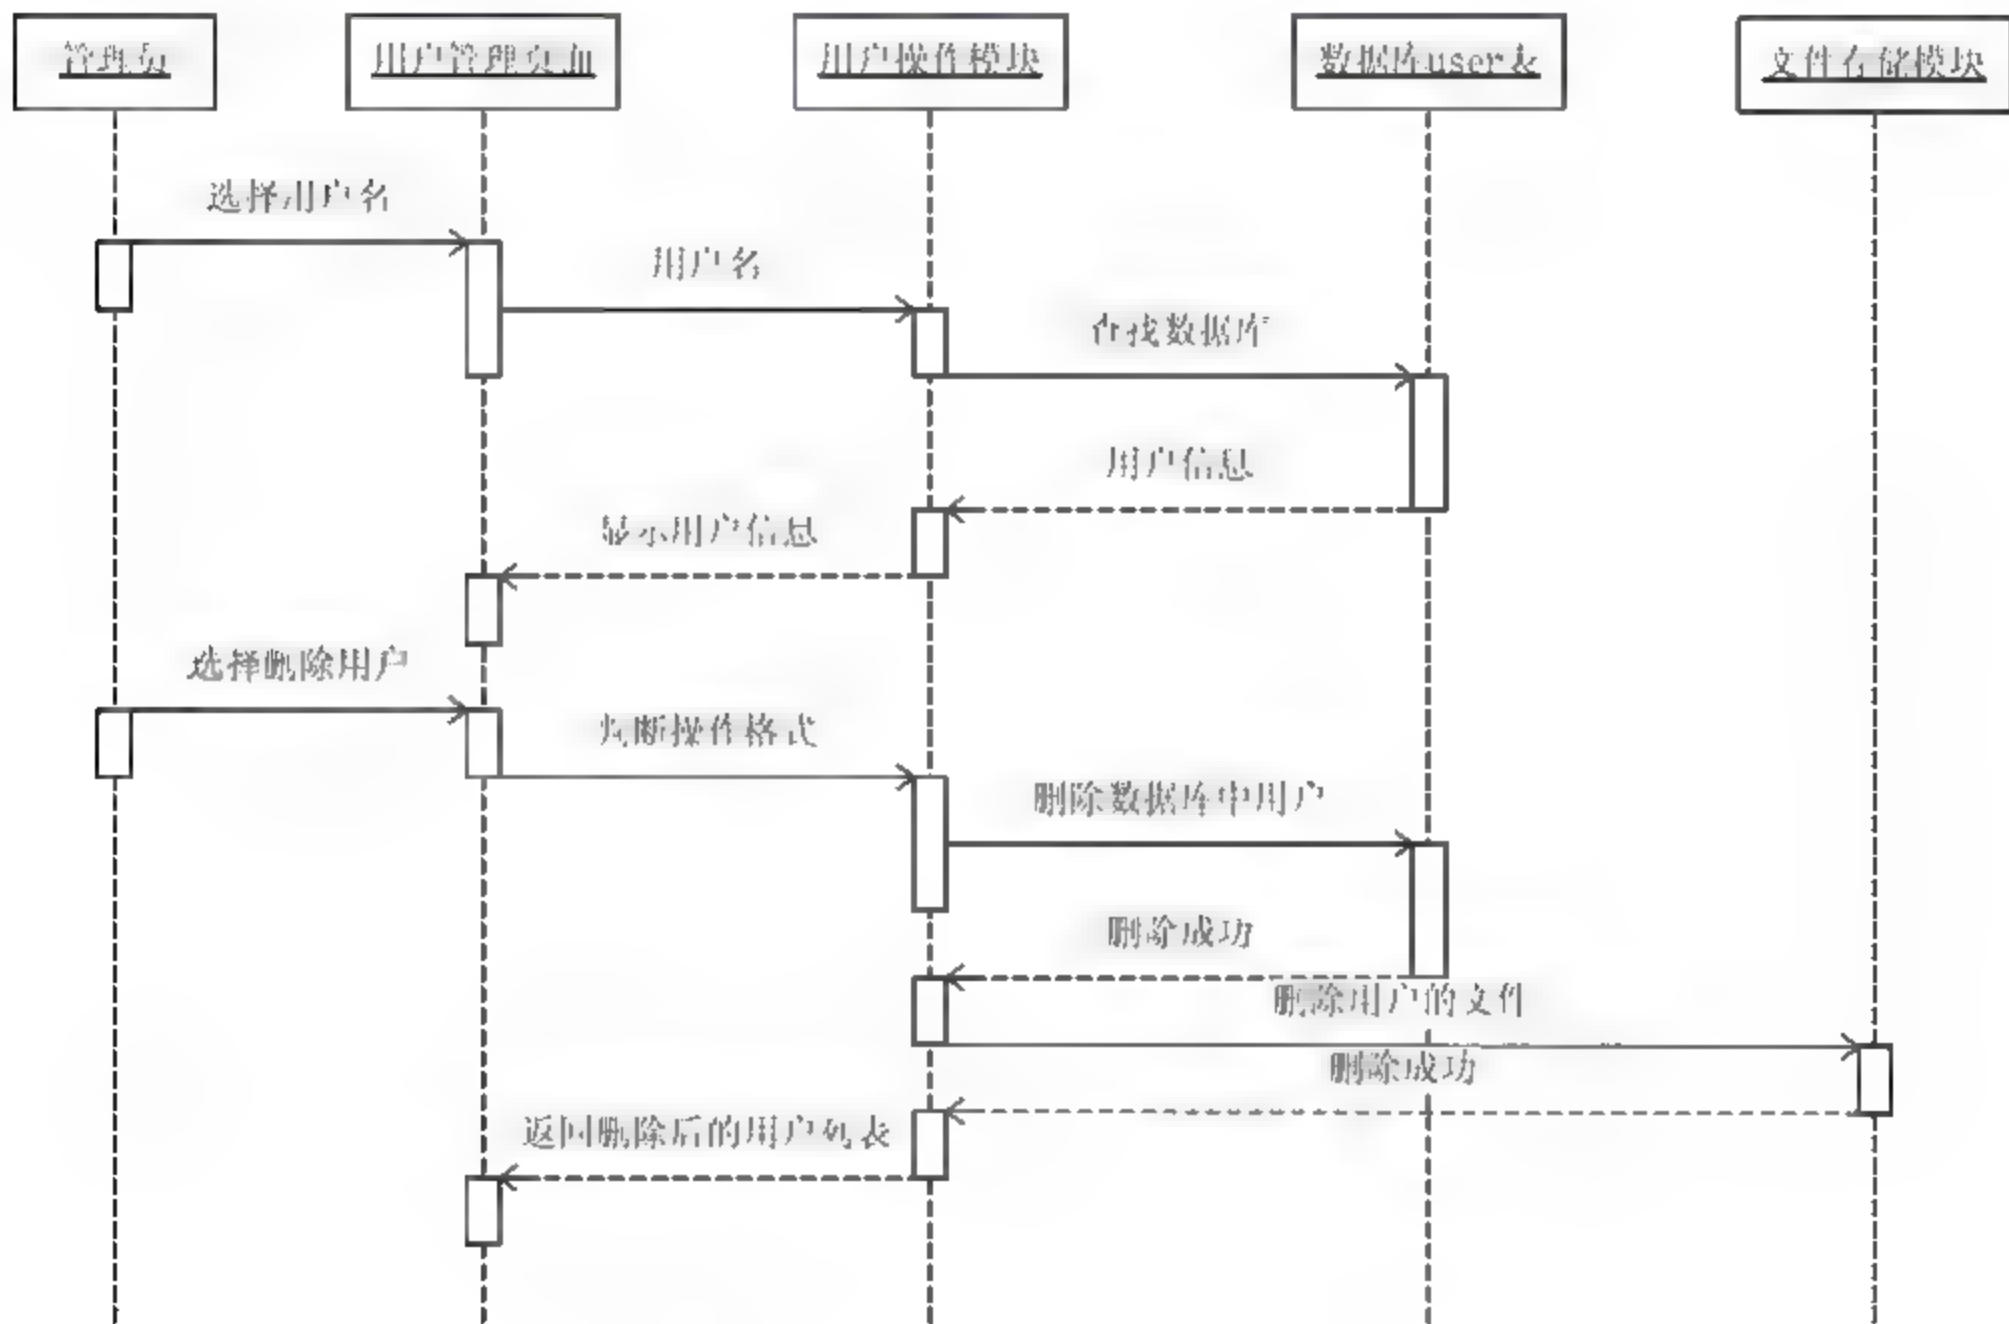 管理员
用户管理页面
用户操作模块
数据库user表
文件存储模块
选择用户名
用户名
查找数据库
用户信息
显示用户信息
选择删除用户
判断操作格式
删除数据库中用户
删除成功
删除用户的文件
删除成功
返回删除后的用户列表